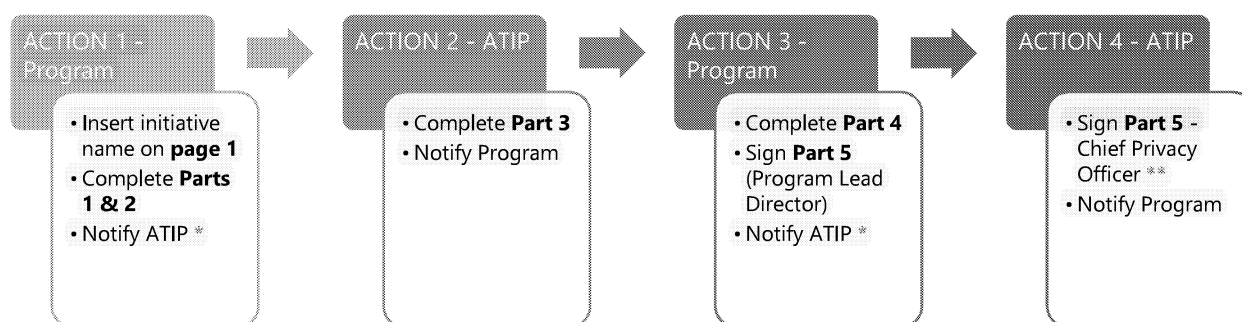 ACTION 1 -
Program
• Insert initiative
name on page 1
• Complete Parts
1 & 2
• Notify ATIP *
ACTION 2 - ATIP
• Complete Part 3
• Notify Program
ACTION 3 -
Program
• Complete Part 4
• Sign Part 5
(Program Lead
Director)
• Notify ATIP *
ACTION 4 - ATIP
• Sign Part 5 -
Chief Privacy
Officer **
• Notify Program